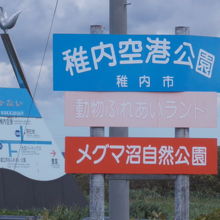 稚内空港公園
稚内市
動物ふれあいランド
メグマ沼自然公園